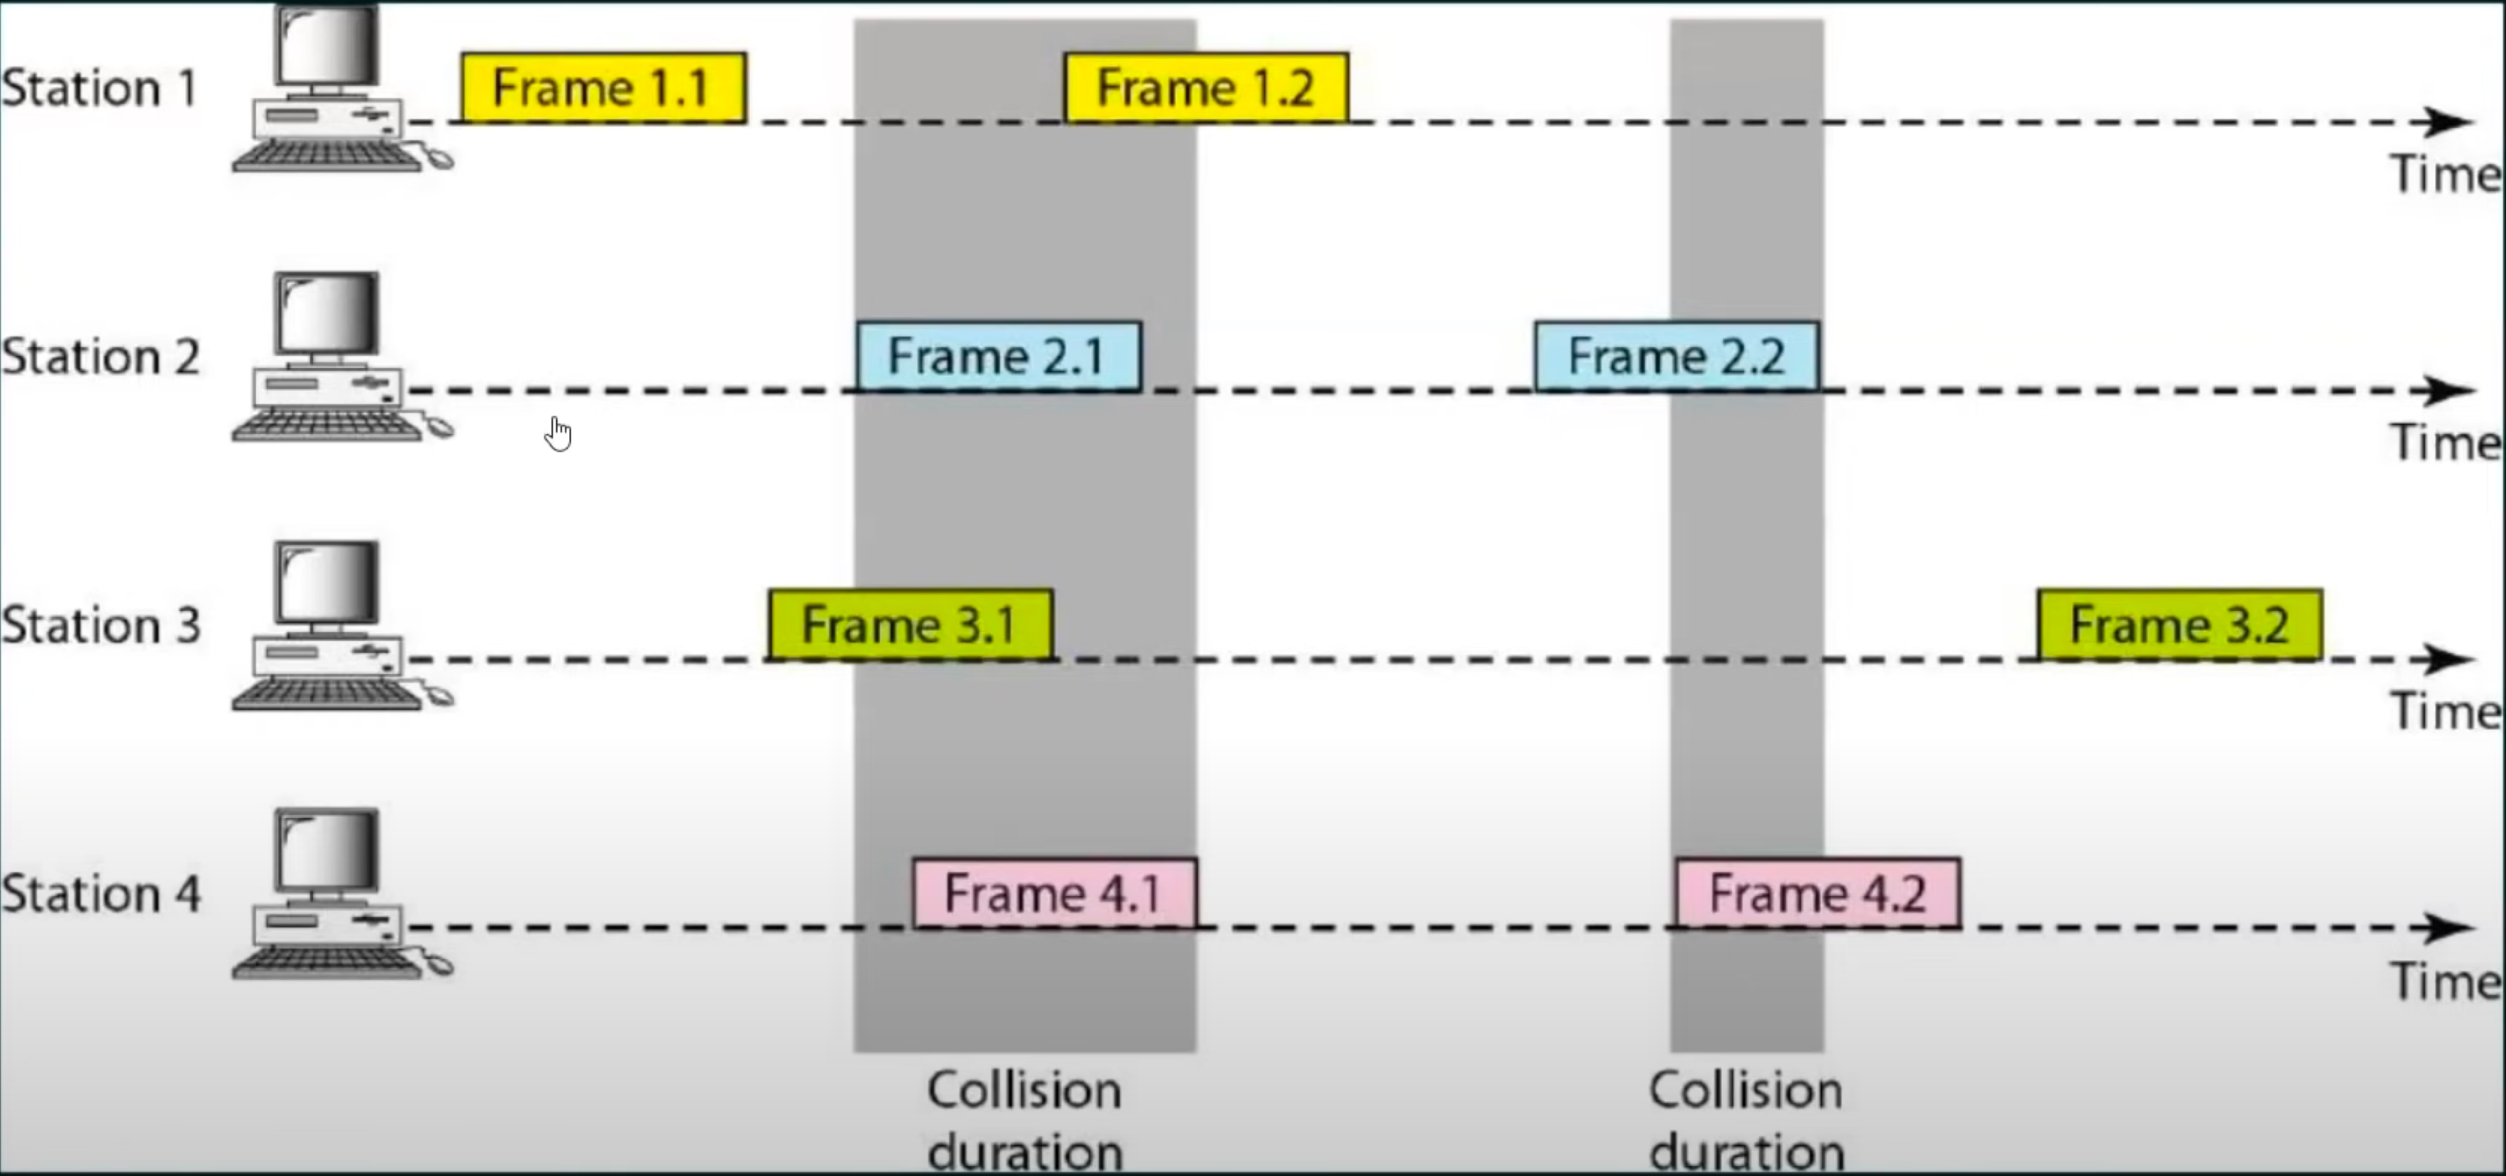 Station 1
Frame 1.1
Frame 1.2
Time
Station 2
Frame 2.1
Frame 2.2
Time
Station 3
Frame 3.1
Frame 3.2
Time
Station 4
Frame 4.1
Frame 4.2
Time
Collision
duration
Collision
duration